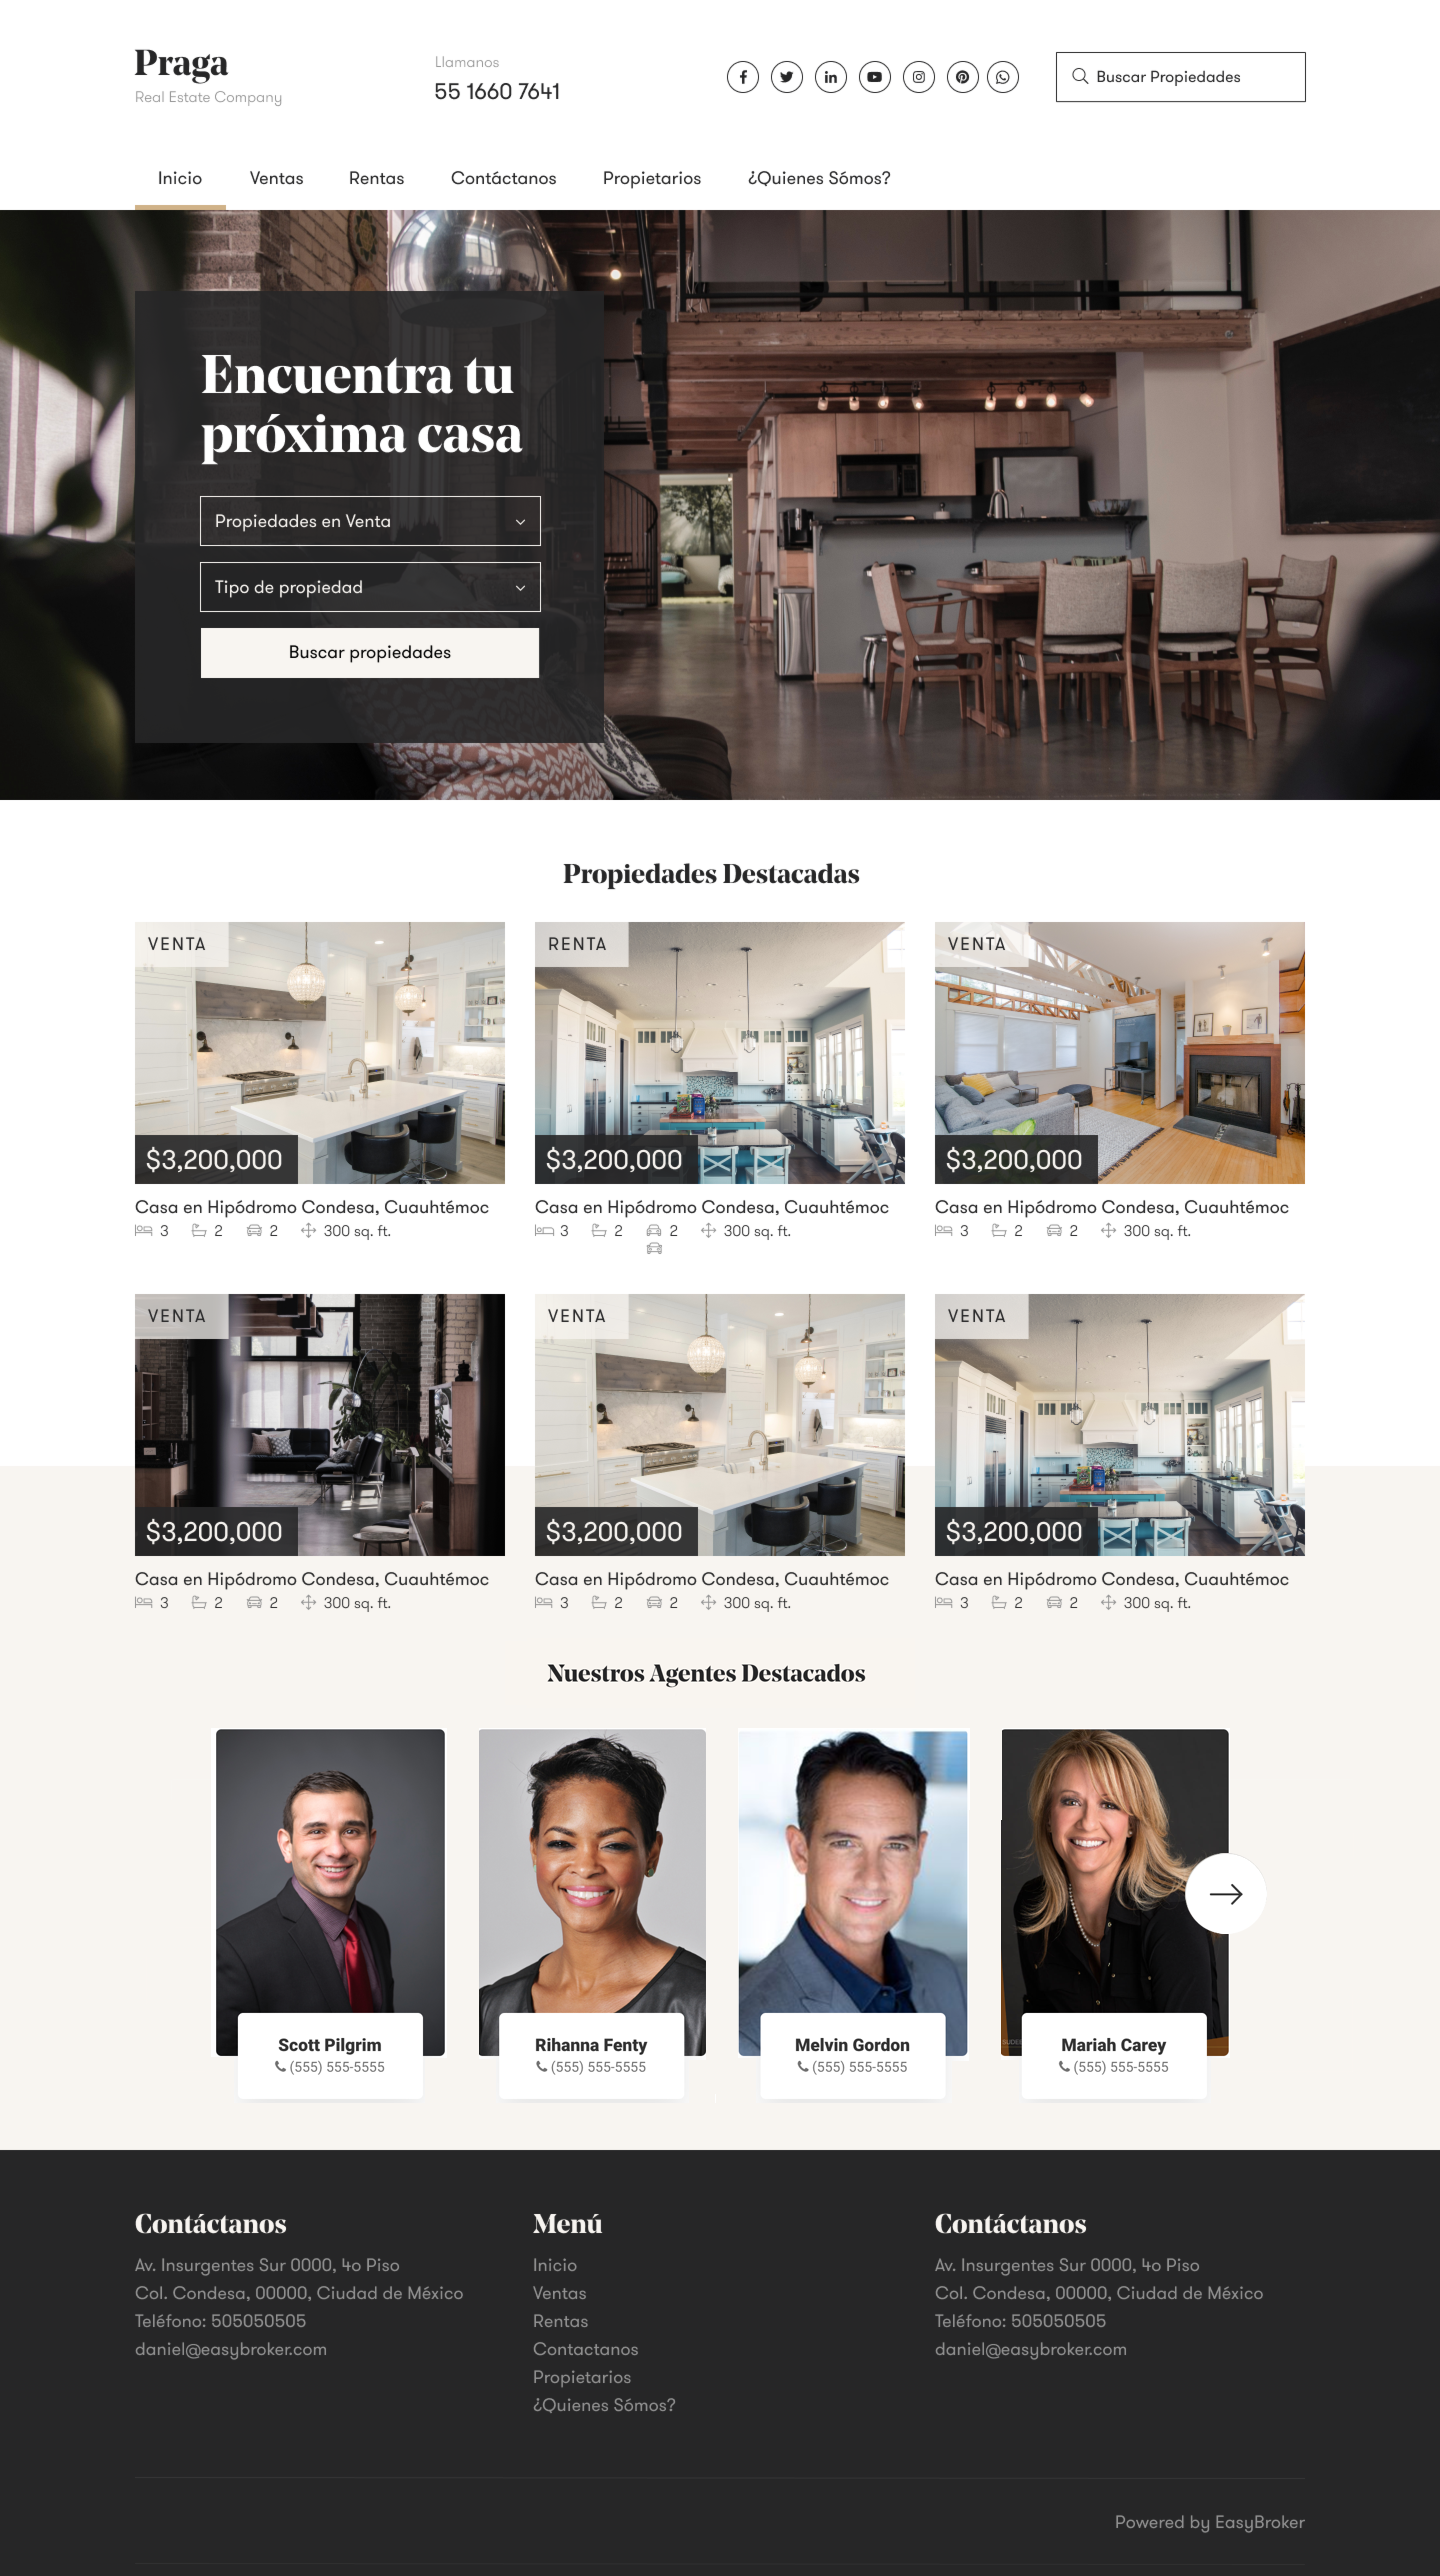 Praga
Real Estate Company
Llamanos
55 1660 7641
Buscar Propiedades
Inicio
Ventas
Rentas
Contáctanos
Propietarios
¿Quienes Sómos?
Encuentra tu
próxima casa
Propiedades en Venta
Tipo de propiedad
Buscar propiedades
Propiedades Destacadas
VENTA
$3,200,000
Casa en Hipódromo Condesa, Cuauhtémoc
3 2 2 300 sq. ft.
RENTA
$3,200,000
Casa en Hipódromo Condesa, Cuauhtémoc
3 2 2 300 sq. ft.
VENTA
$3,200,000
Casa en Hipódromo Condesa, Cuauhtémoc
3 2 2 300 sq. ft.
VENTA
$3,200,000
Casa en Hipódromo Condesa, Cuauhtémoc
3 2 2 300 sq. ft.
VENTA
$3,200,000
Casa en Hipódromo Condesa, Cuauhtémoc
3 2 2 300 sq. ft.
VENTA
$3,200,000
Casa en Hipódromo Condesa, Cuauhtémoc
3 2 2 300 sq. ft.
Nuestros Agentes Destacados
Scott Pilgrim
(555) 555-5555
Rihanna Fenty
(555) 555-5555
Melvin Gordon
(555) 555-5555
Mariah Carey
(555) 555-5555
Contáctanos
Av. Insurgentes Sur 0000, 4o Piso
Col. Condesa, 00000, Ciudad de México
Teléfono: 505050505
daniel@easybroker.com
Menú
Inicio
Ventas
Rentas
Contactanos
Propietarios
¿Quienes Sómos?
Contáctanos
Av. Insurgentes Sur 0000, 4o Piso
Col. Condesa, 00000, Ciudad de México
Teléfono: 505050505
daniel@easybroker.com
Powered by EasyBroker